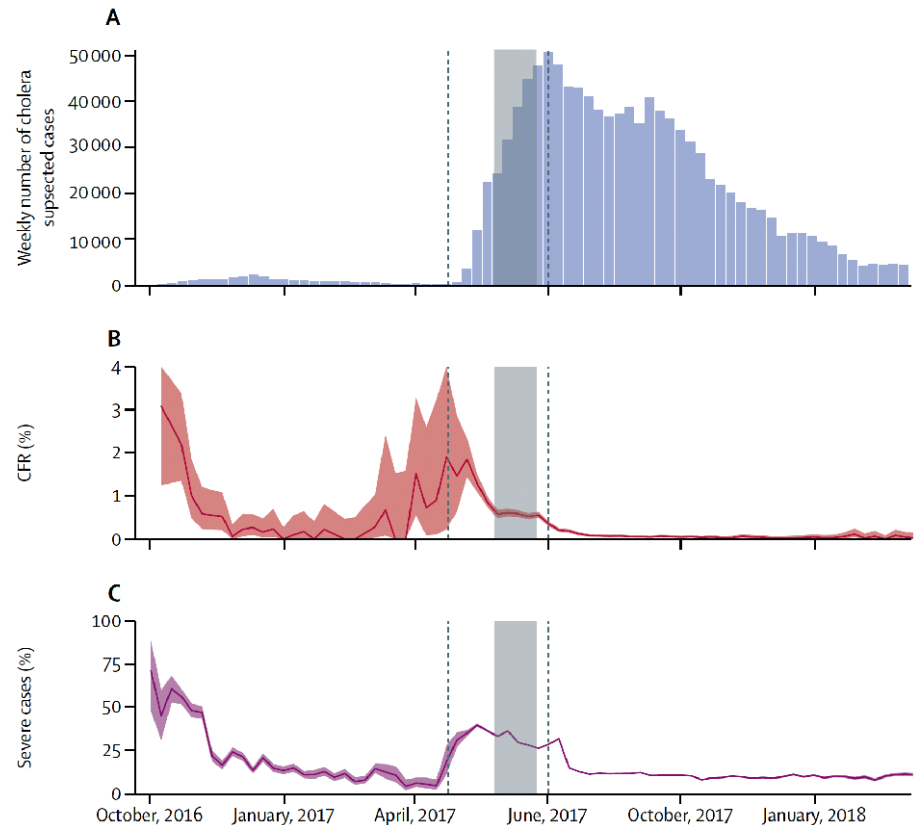 A
Weekly number of cholera
supsected cases
50 000
40 000
30 000
20 000
10 000
0
B
CFR (%)
4
3
2
1
0
C
Severe cases (%)
100
75
50
25
0
October, 2016 January, 2017 April, 2017 June, 2017 October, 2017 January, 2018